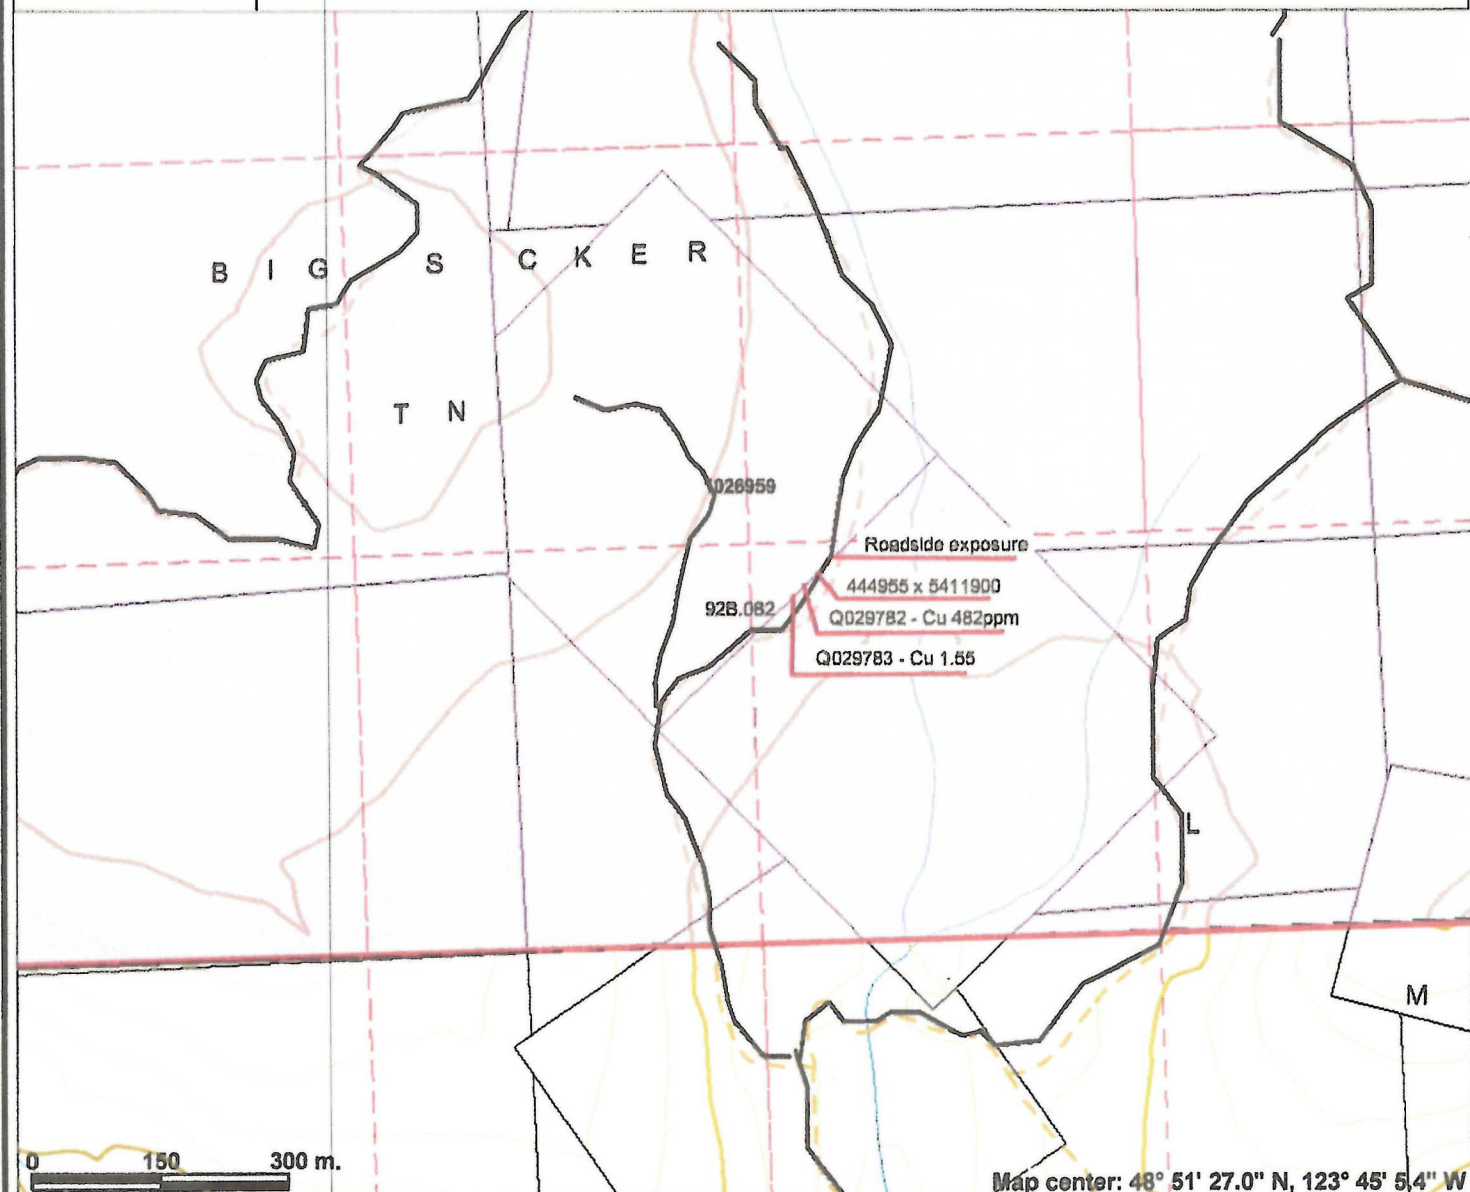 B I G S C K E R
T N
026959
Roadside exposure
444955 x 5411900
92B.082
Q029782 - Cu 482ppm
Q029783 - Cu 1.55
L
M
0 150 300 m.
Map center: 48° 51' 27.0" N, 123° 45' 5.4" W